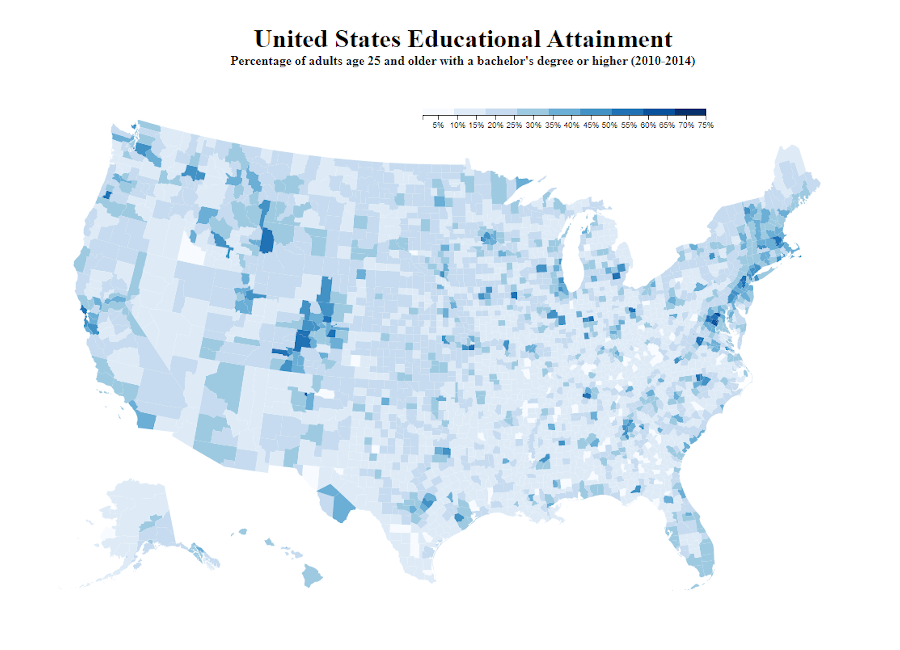 United States Educational Attainment
Percentage of adults age 25 and older with a bachelor's degree or higher (2010-2014)
5% 10% 15% 20% 25% 30% 35% 40% 45% 50% 55% 60% 65% 70% 75%